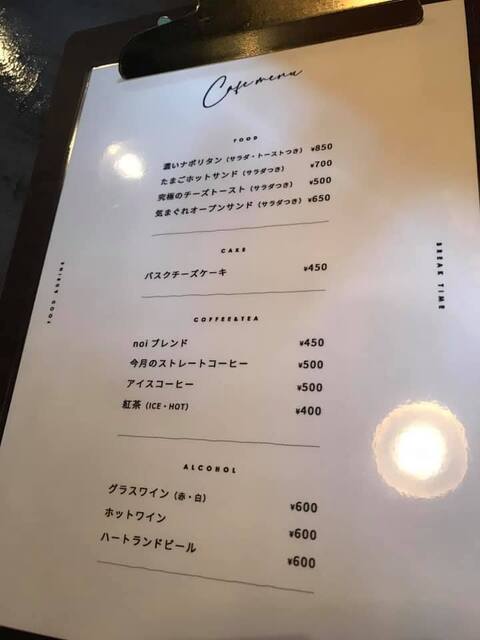 Cafe menu
FOOD
濃いナポリタン（サラダ・トーストつき） ¥850
たまごホットサンド（サラダつき） ¥700
究極のチーズトースト（サラダつき） ¥500
気まぐれオープンサンド（サラダつき） ¥650
CAKE
バスクチーズケーキ ¥450
COFFEE&TEA
noi ブレンド ¥450
今月のストレートコーヒー ¥500
アイスコーヒー ¥500
紅茶（ICE・HOT） ¥400
ALCOHOL
グラスワイン（赤・白） ¥600
ホットワイン ¥600
ハートランドビール ¥600
FOOD &DRINK
BREAK TIME